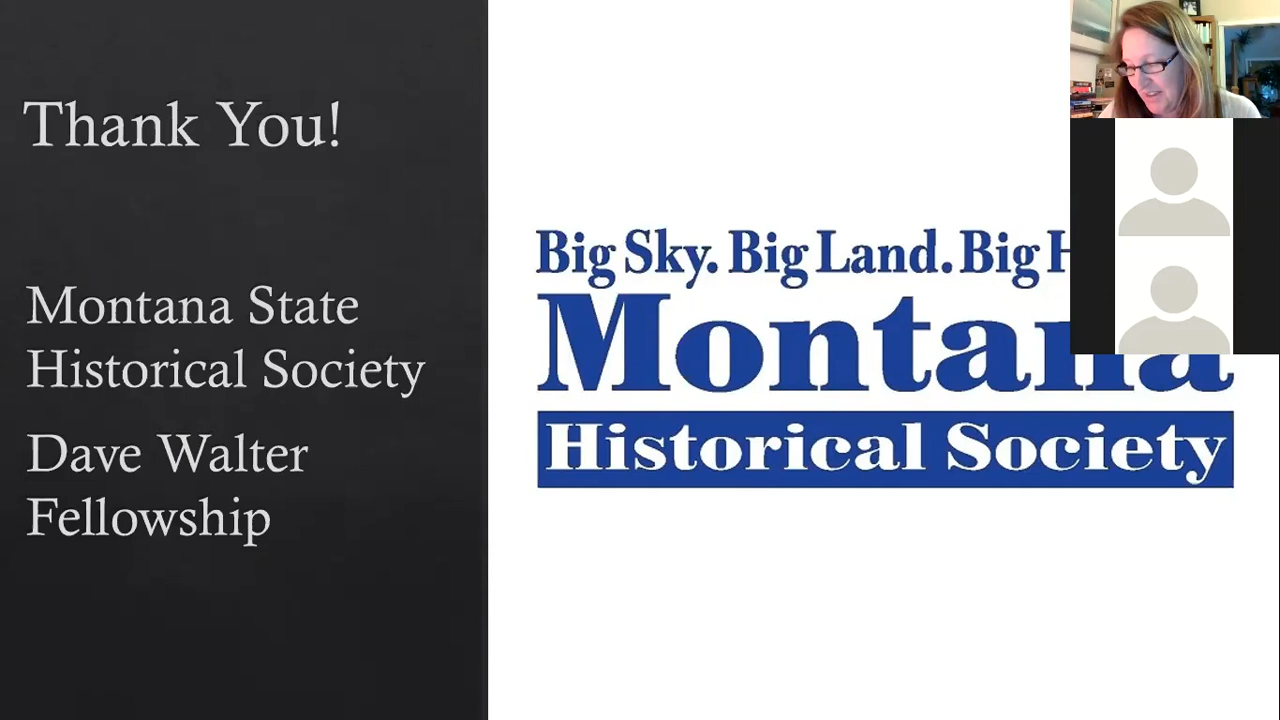 Thank You!
Montana State
Historical Society
Dave Walter
Fellowship
Big Sky. Big Land. Big
Montana
Historical Society